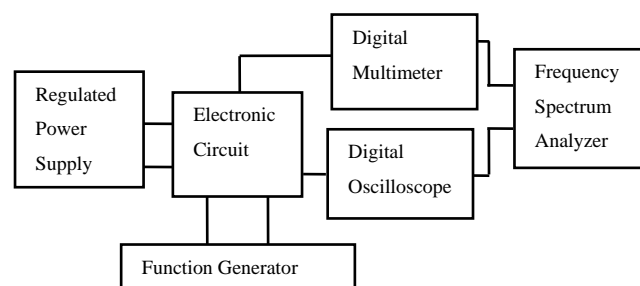 Regulated
Power
Supply
Electronic
Circuit
Digital
Multimeter
Digital
Oscilloscope
Frequency
Spectrum
Analyzer
Function Generator